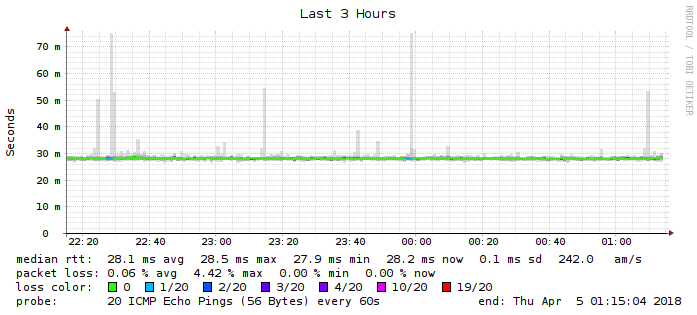 Last 3 Hours
RRDTOOL / TOBI OETIKER
Seconds
70 m
60 m
50 m
40 m
30 m
20 m
10 m
0
22:20 22:40 23:00 23:20 23:40 00:00 00:20 00:40 01:00
median rtt: 28.1 ms avg 28.5 ms max 27.9 ms min 28.2 ms now 0.1 ms sd 242.0 am/s
packet loss: 0.06 % avg 4.42 % max 0.00 % min 0.00 % now
loss color: 0 1/20 2/20 3/20 4/20 10/20 19/20
probe: 20 ICMP Echo Pings (56 Bytes) every 60s end: Thu Apr 5 01:15:04 2018